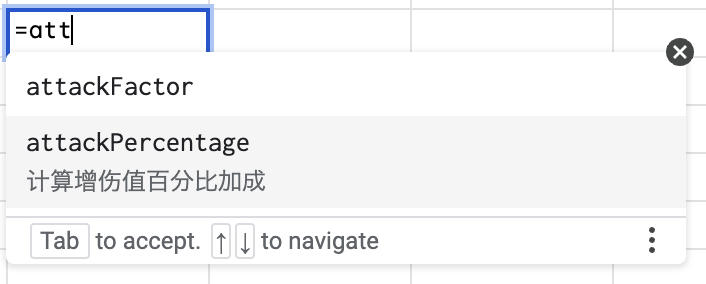 =att
attackFactor
attackPercentage
计算增伤值百分比加成
Tab to accept. ↑ ↓ to navigate